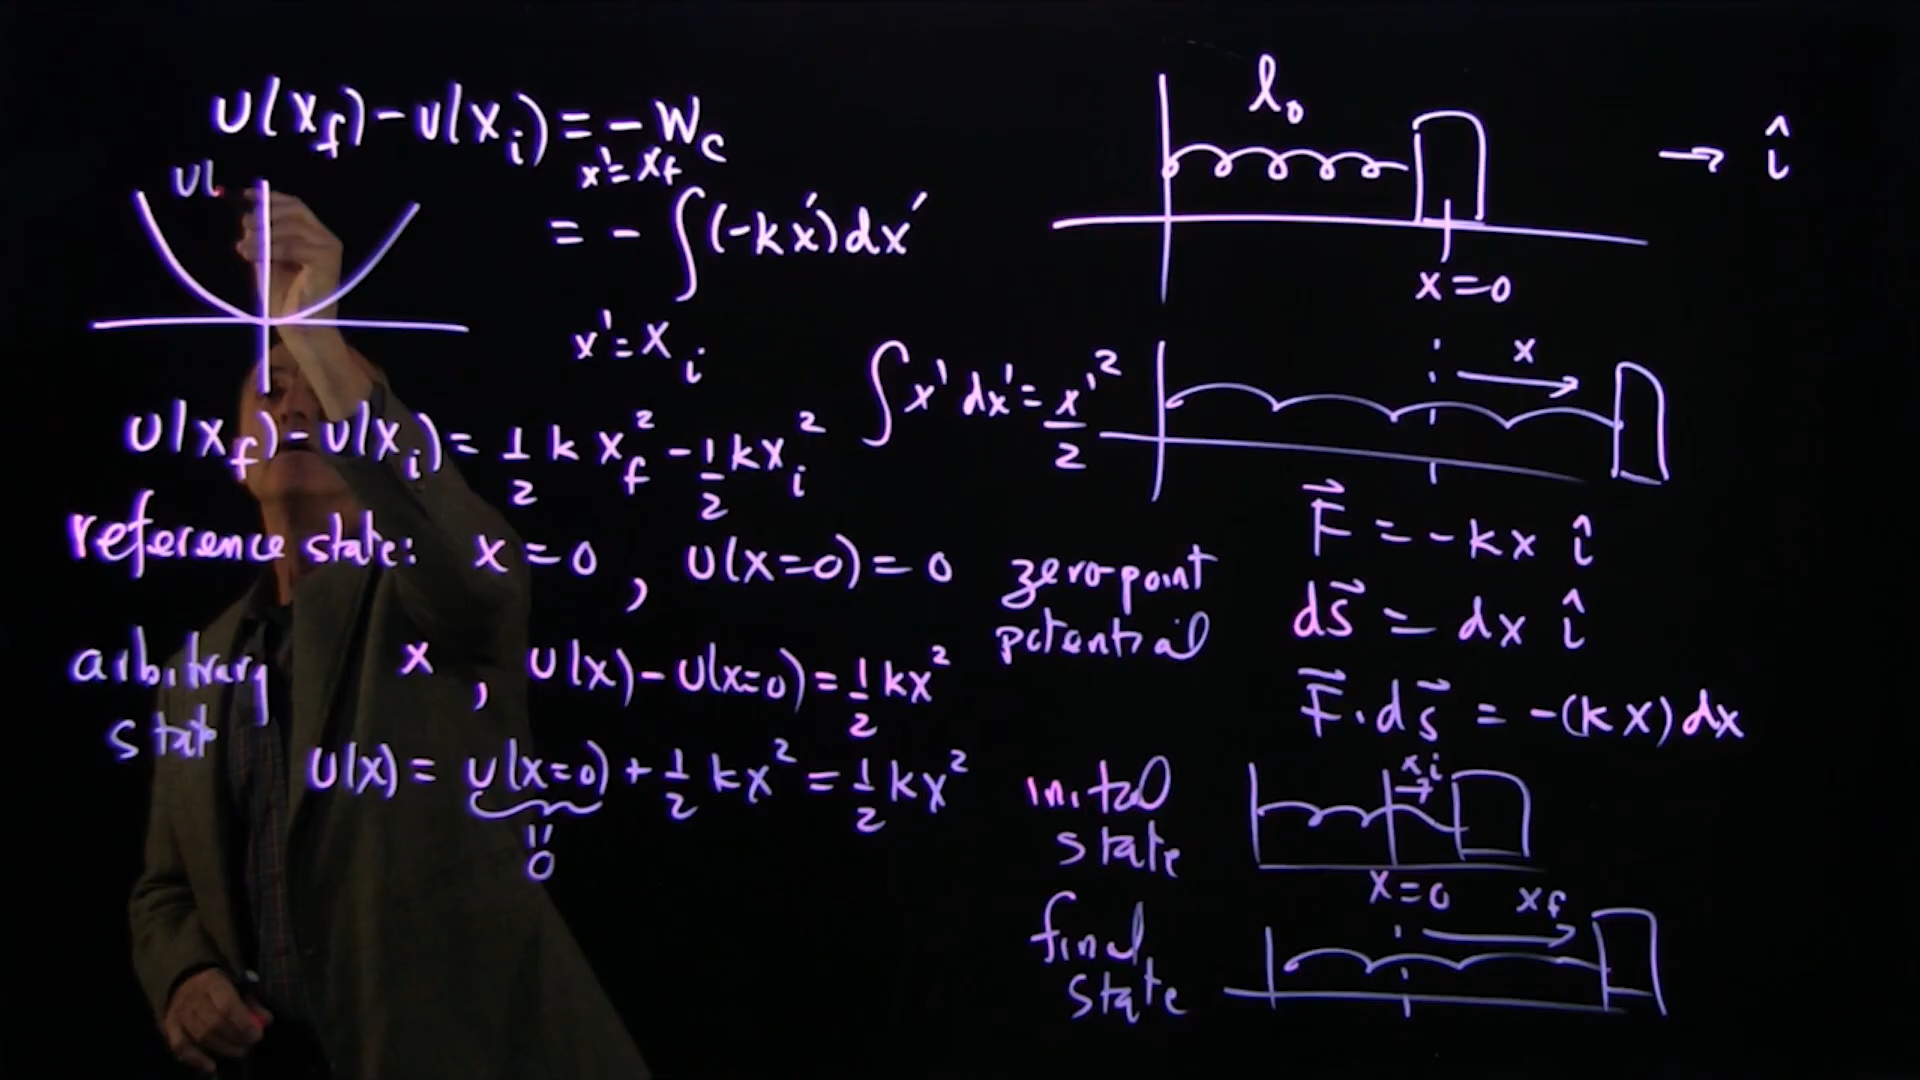 U(x_f) - U(x_i) = - W_c
x' = x_f
= - ∫ (-kx')dx'
x' = x_i
U(
U(x_f) - U(x_i) = 1/2 k x_f^2 - 1/2 k x_i^2
∫ x' dx' = x'^2/2
reference state: x = 0, U(x=0) = 0 zero point
potential
arbitrary x, U(x) - U(x=0) = 1/2 kx^2
state
U(x) = U(x=0) + 1/2 kx^2 = 1/2 kx^2
"
0
l_0
→ î
x=0
x
F⃗ = -kx î
ds⃗ = dx î
F⃗·ds⃗ = -(kx)dx
initial
state
x_i
x=0
final
state
x_f